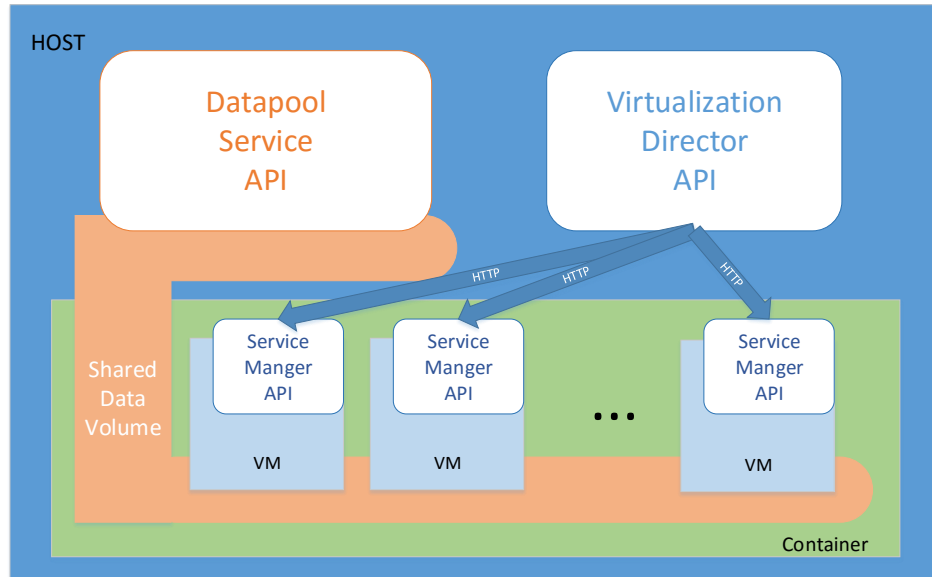 HOST
Datapool
Service
API
Virtualization
Director
API
HTTP
HTTP
HTTP
Shared
Data
Volume
Service
Manger
API
VM
Service
Manger
API
VM
...
Service
Manger
API
VM
Container